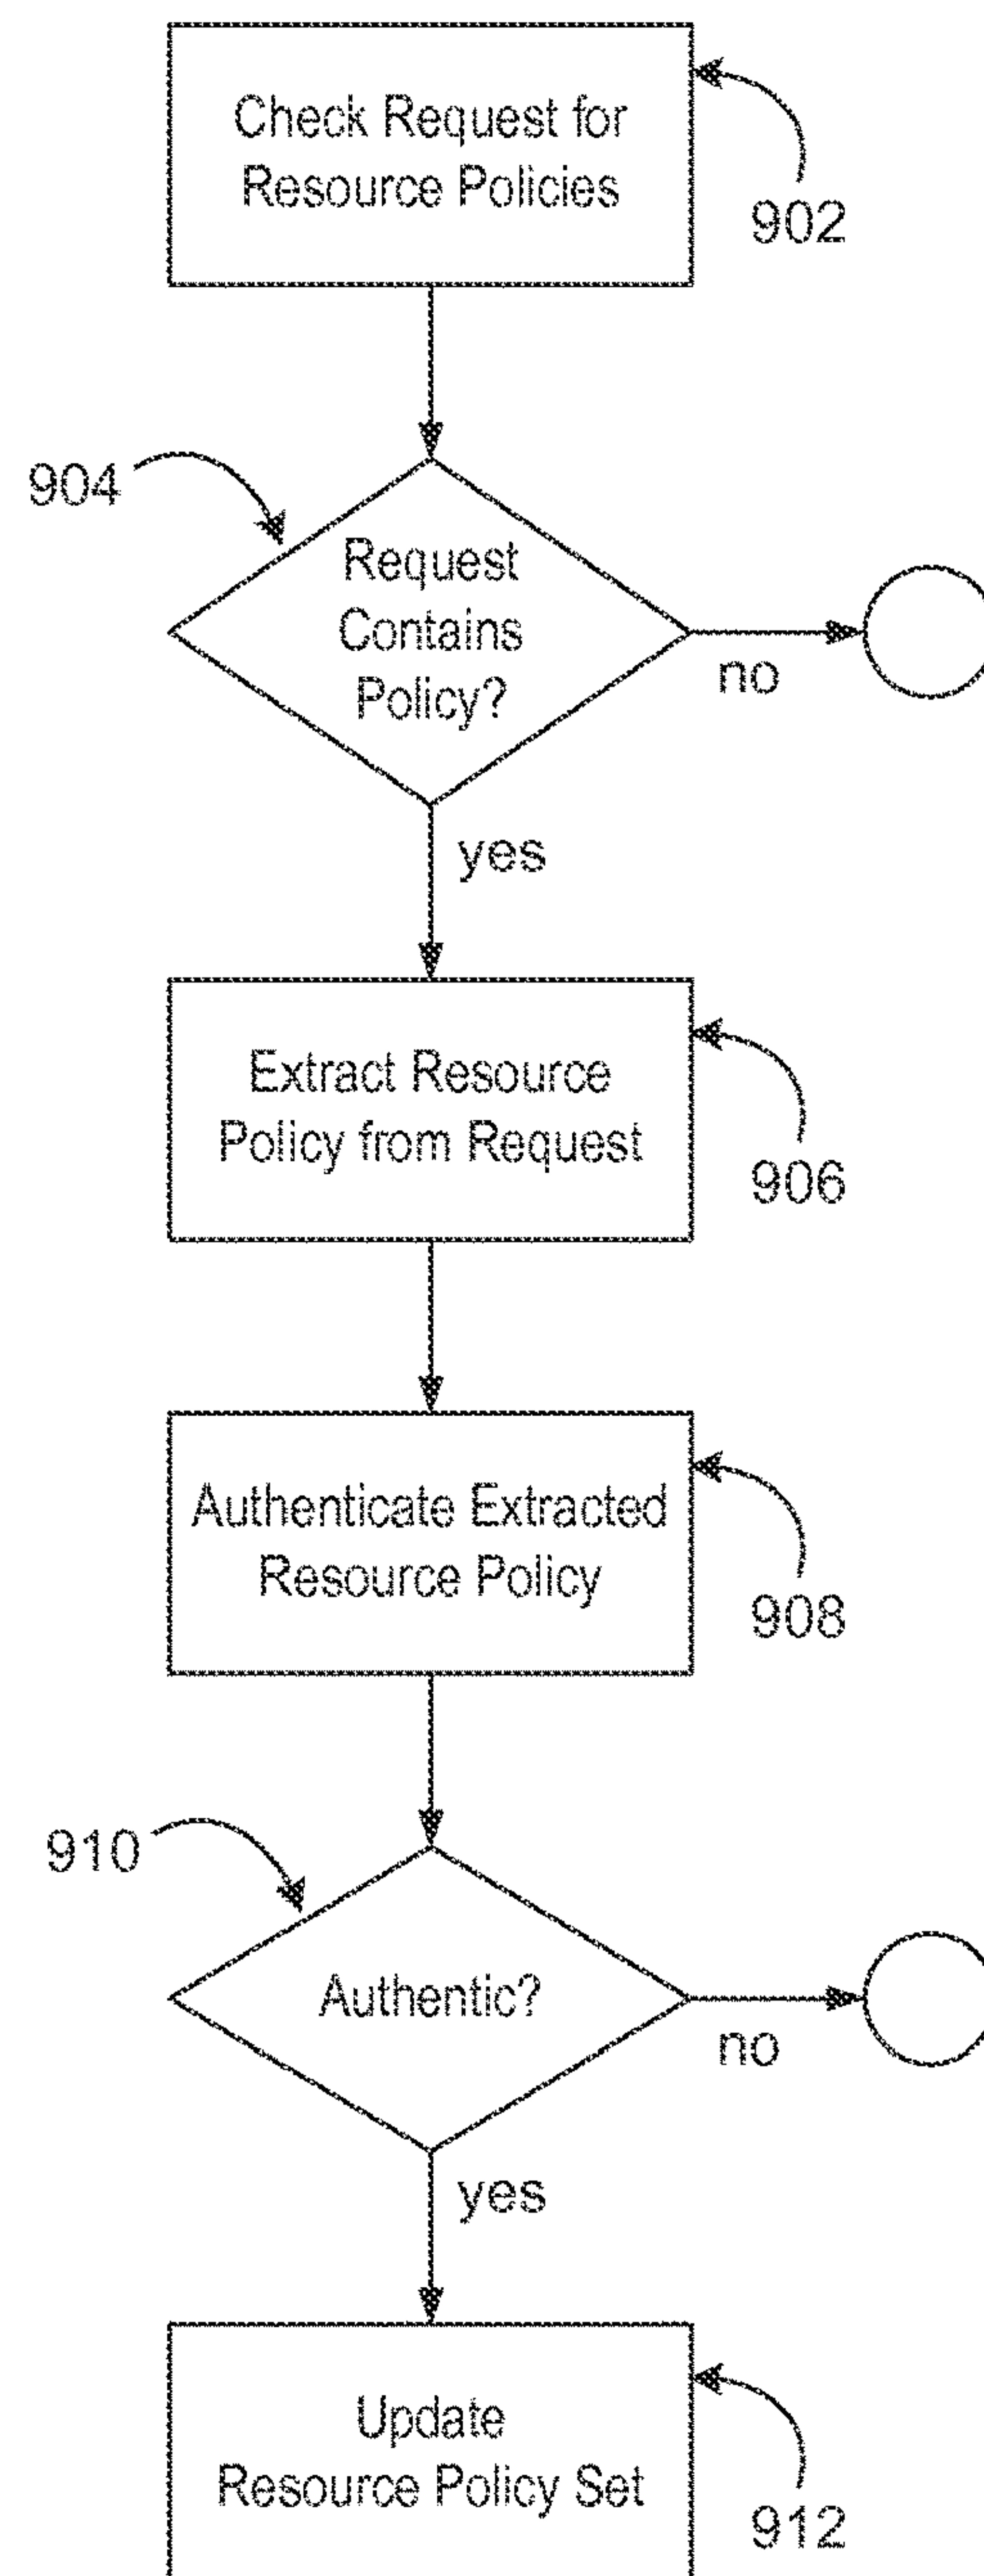 Check Request for
Resource Policies
902
904
Request
Contains
Policy?
no
yes
Extract Resource
Policy from Request
906
Authenticate Extracted
Resource Policy
908
910
Authentic?
no
yes
Update
Resource Policy Set
912